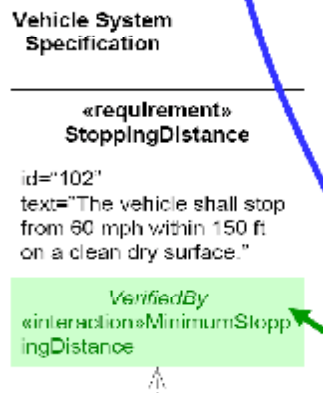 Vehicle System
Specification
«requirement»
StoppingDistance
id="102"
text="The vehicle shall stop
from 60 mph within 150 ft
on a clean dry surface."
VerifiedBy
«interaction»MinimumStopp
ingDistance